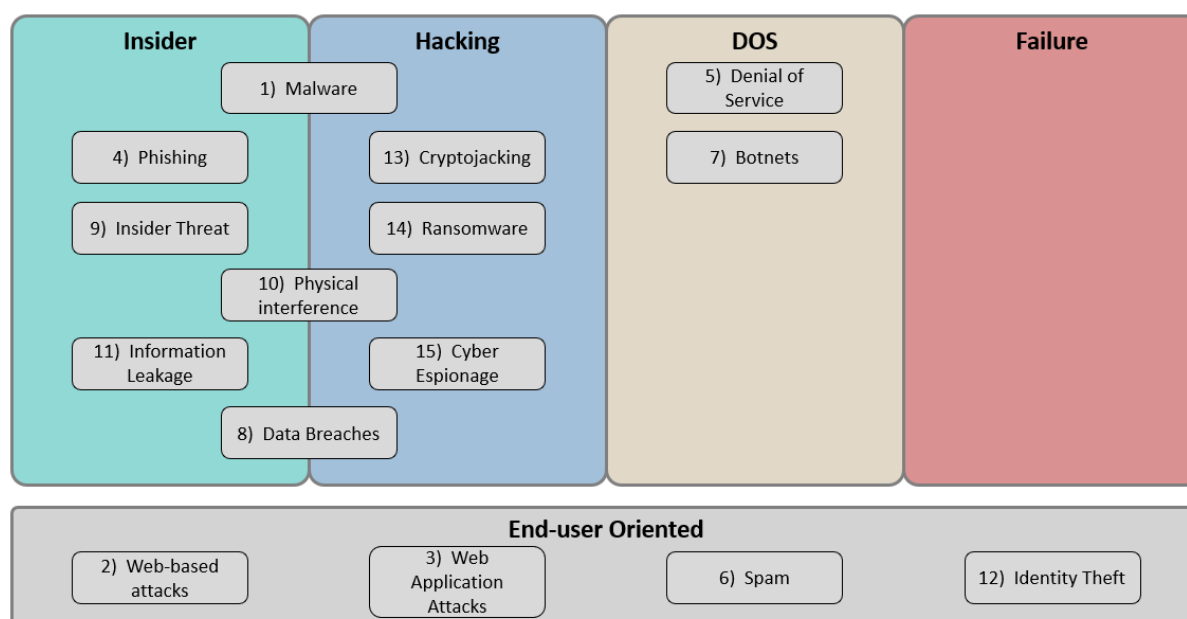 Insider
Hacking
DOS
Failure
1) Malware
5) Denial of
Service
4) Phishing
13) Cryptojacking
7) Botnets
9) Insider Threat
14) Ransomware
10) Physical
interference
11) Information
Leakage
15) Cyber
Espionage
8) Data Breaches
End-user Oriented
2) Web-based
attacks
3) Web
Application
Attacks
6) Spam
12) Identity Theft